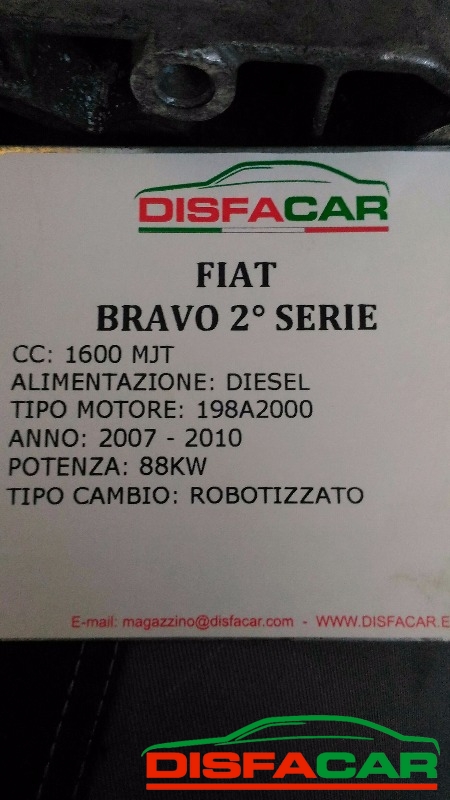 DISFACAR
FIAT
BRAVO 2° SERIE
CC: 1600 MJT
ALIMENTAZIONE: DIESEL
TIPO MOTORE: 198A2000
ANNO: 2007 - 2010
POTENZA: 88KW
TIPO CAMBIO: ROBOTIZZATO
E-mail: magazzino@disfacar.com - WWW.DISFACAR.E
DISFACAR